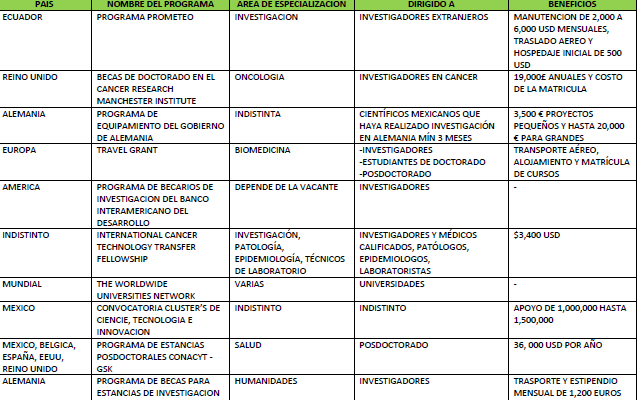 PAIS NOMBRE DEL PROGRAMA AREA DE ESPECIALIZACION DIRIGIDO A BENEFICIOS
ECUADOR PROGRAMA PROMETEO INVESTIGACION INVESTIGADORES EXTRANJEROS MANUTENCION DE 2,000 A
6,000 USD MENSUALES,
TRASLADO AEREO Y
HOSPEDAJE INICIAL DE 500
USD
REINO UNIDO BECAS DE DOCTORADO EN EL ONCOLOGIA INVESTIGADORES EN CANCER 19,000£ ANUALES Y COSTO
CANCER RESEARCH DE LA MATRICULA
MANCHESTER INSTITUTE
ALEMANIA PROGRAMA DE INDISTINTA CIENTÍFICOS MEXICANOS QUE 3,500 € PROYECTOS
EQUIPAMIENTO DEL GOBIERNO HAYA REALIZADO INVESTIGACIÓN PEQUEÑOS Y HASTA 20,000
DE ALEMANIA EN ALEMANIA MÍN 3 MESES € PARA GRANDES
EUROPA TRAVEL GRANT BIOMEDICINA -INVESTIGADORES TRANSPORTE AÉREO,
-ESTUDIANTES DE DOCTORADO ALOJAMIENTO Y MATRÍCULA
-POSDOCTORADO DE CURSOS
AMERICA PROGRAMA DE BECARIOS DE DEPENDE DE LA VACANTE INVESTIGADORES -
INVESTIGACION DEL BANCO
INTERAMERICANO DEL
DESARROLLO
INDISTINTO INTERNATIONAL CANCER INVESTIGACIÓN, INVESTIGADORES Y MÉDICOS $3,400 USD
TECHNOLOGY TRANSFER PATOLOGÍA, CALIFICADOS, PATÓLOGOS,
FELLOWSHIP EPIDEMIOLOGÍA, TÉCNICOS EPIDEMIOLOGOS,
DE LABORATORIO LABORATORISTAS
MUNDIAL THE WORLDWIDE VARIAS UNIVERSIDADES -
UNIVERSITIES NETWORK
MEXICO CONVOCATORIA CLUSTER'S DE INDISTINTO INDISTINTO APOYO DE 1,000,000 HASTA
CIENCIE, TECNOLOGIA E 1,500,000
INNOVACION
MEXICO, BELGICA, PROGRAMA DE ESTANCIAS SALUD POSDOCTORADO 36, 000 USD POR AÑO
ESPAÑA, EEUU, POSDOCTORALES CONACYT -
REINO UNIDO GSK
ALEMANIA PROGRAMA DE BECAS PARA HUMANIDADES INVESTIGADORES TRASPORTE Y ESTIPENDIO
ESTANCIAS DE INVESTIGACION MENSUAL DE 1,200 EUROS